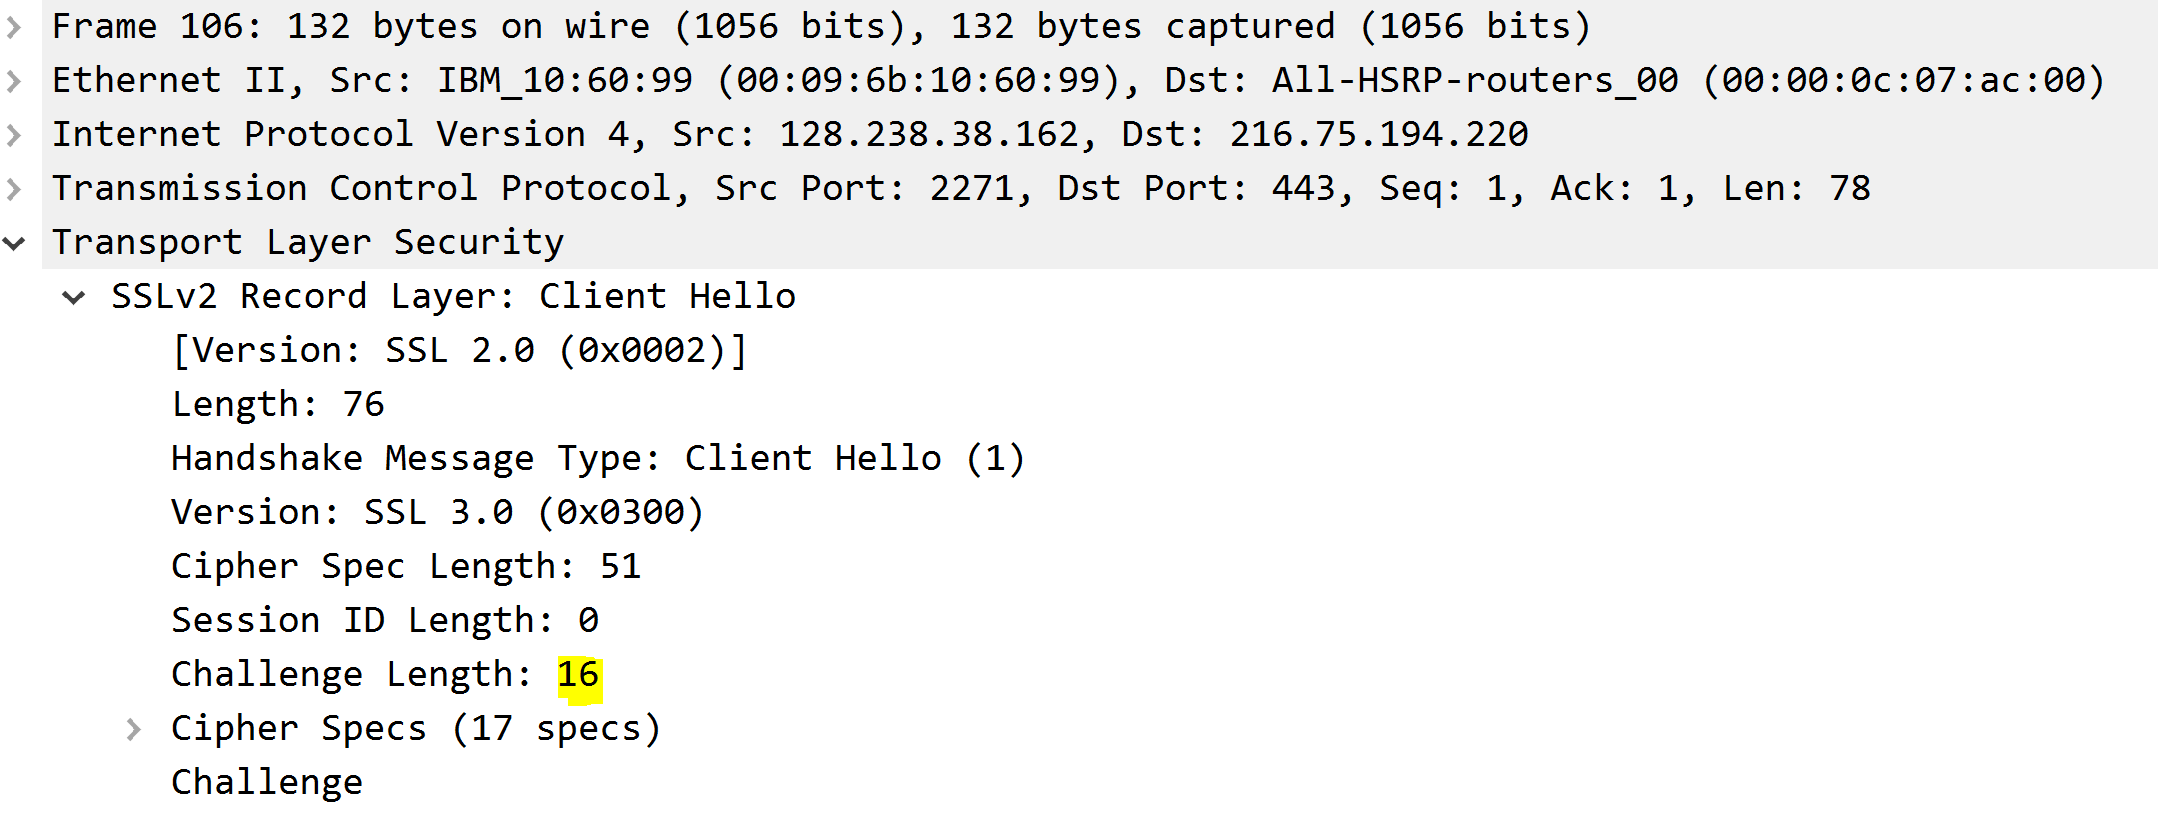 Frame 106: 132 bytes on wire (1056 bits), 132 bytes captured (1056 bits)
Ethernet II, Src: IBM_10:60:99 (00:09:6b:10:60:99), Dst: All-HSRP-routers_00 (00:00:0c:07:ac:00)
Internet Protocol Version 4, Src: 128.238.38.162, Dst: 216.75.194.220
Transmission Control Protocol, Src Port: 2271, Dst Port: 443, Seq: 1, Ack: 1, Len: 78
Transport Layer Security
SSLv2 Record Layer: Client Hello
[Version: SSL 2.0 (0x0002)]
Length: 76
Handshake Message Type: Client Hello (1)
Version: SSL 3.0 (0x0300)
Cipher Spec Length: 51
Session ID Length: 0
Challenge Length: 16
Cipher Specs (17 specs)
Challenge